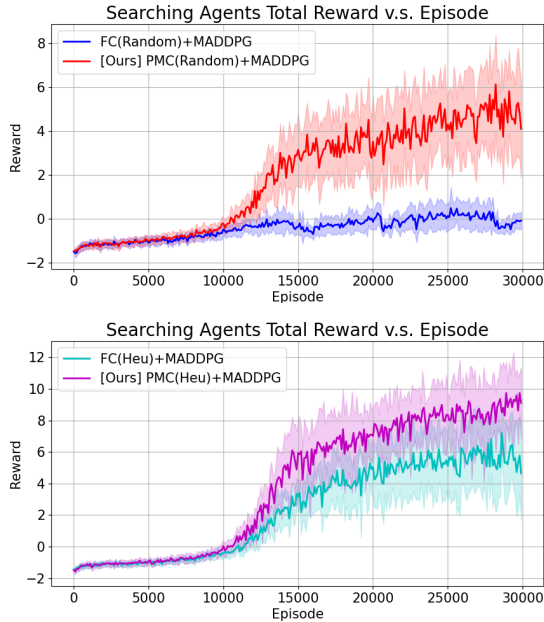 Searching Agents Total Reward v.s. Episode
FC(Random)+MADDPG
[Ours] PMC(Random)+MADDPG
Reward
8
6
4
2
0
−2
0 5000 10000 15000 20000 25000 30000
Episode
Searching Agents Total Reward v.s. Episode
FC(Heu)+MADDPG
[Ours] PMC(Heu)+MADDPG
Reward
12
10
8
6
4
2
0
−2
0 5000 10000 15000 20000 25000 30000
Episode